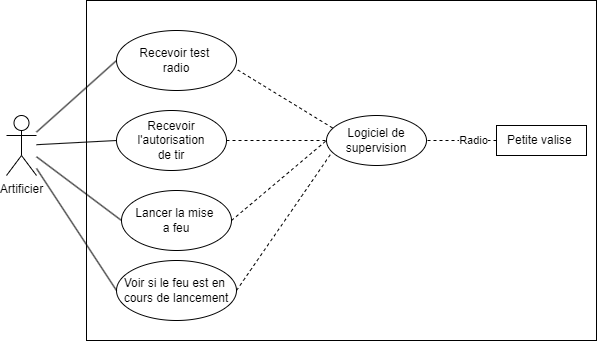 Recevoir test
radio
Recevoir
l'autorisation
de tir
Logiciel de
supervision
Radio
Petite valise
Artificier
Lancer la mise
a feu
Voir si le feu est en
cours de lancement